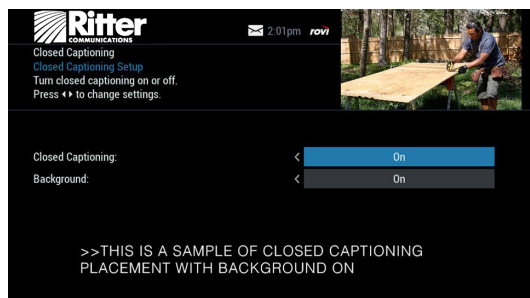 Ritter
COMMUNICATIONS
2:01pm rovi
Closed Captioning
Closed Captioning Setup
Turn closed captioning on or off.
Press ◂▸ to change settings.
Closed Captioning: < On
Background: < On
>>THIS IS A SAMPLE OF CLOSED CAPTIONING
PLACEMENT WITH BACKGROUND ON